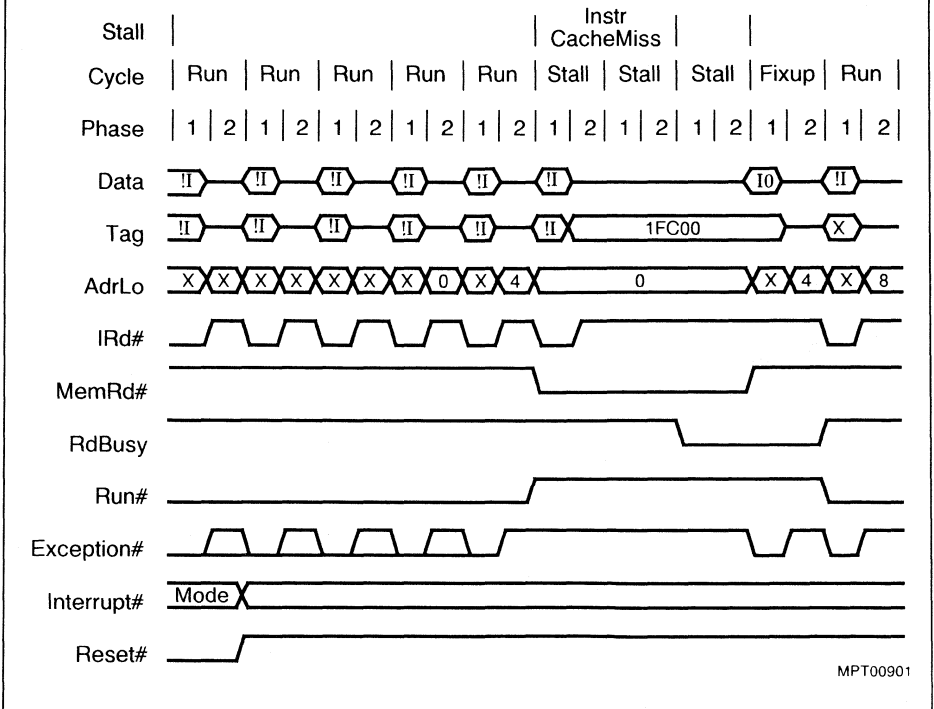 Stall Instr
CacheMiss
Cycle Run Run Run Run Run Stall Stall Stall Fixup Run
Phase 1 2 1 2 1 2 1 2 1 2 1 2 1 2 1 2 1 2 1 2
Data !I !I !I !I !I !I I0 !I
Tag !I !I !I !I !I !I 1FC00 X
AdrLo X X X X X X X 0 X 4 0 X 4 X 8
IRd#
MemRd#
RdBusy
Run#
Exception#
Interrupt# Mode
Reset#
MPT00901